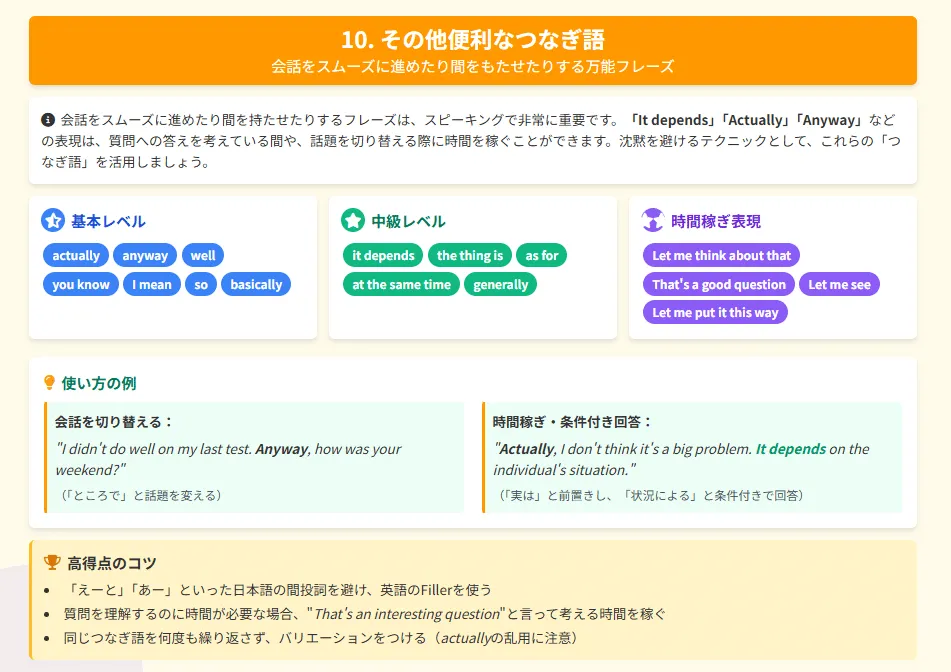 10. その他便利なつなぎ語
会話をスムーズに進めたり間をもたせたりする万能フレーズ
会話をスムーズに進めたり間を持たせたりするフレーズは、スピーキングで非常に重要です。「It depends」「Actually」「Anyway」など
の表現は、質問への答えを考えている間や、話題を切り替える際に時間を稼ぐことができます。沈黙を避けるテクニックとして、これらの「つ
なぎ語」を活用しましょう。
基本レベル
actually anyway well
you know I mean so basically
中級レベル
it depends the thing is as for
at the same time generally
時間稼ぎ表現
Let me think about that
That's a good question Let me see
Let me put it this way
使い方の例
会話を切り替える：
"I didn't do well on my last test. Anyway, how was your
weekend?"
（「ところで」と話題を変える）
時間稼ぎ・条件付き回答：
"Actually, I don't think it's a big problem. It depends on the
individual's situation."
（「実は」と前置きし、「状況による」と条件付きで回答）
高得点のコツ
• 「えーと」「あー」といった日本語の間投詞を避け、英語のFillerを使う
• 質問を理解するのに時間が必要な場合、"That's an interesting question"と言って考える時間を稼ぐ
• 同じつなぎ語を何度も繰り返さず、バリエーションをつける（actuallyの乱用に注意）